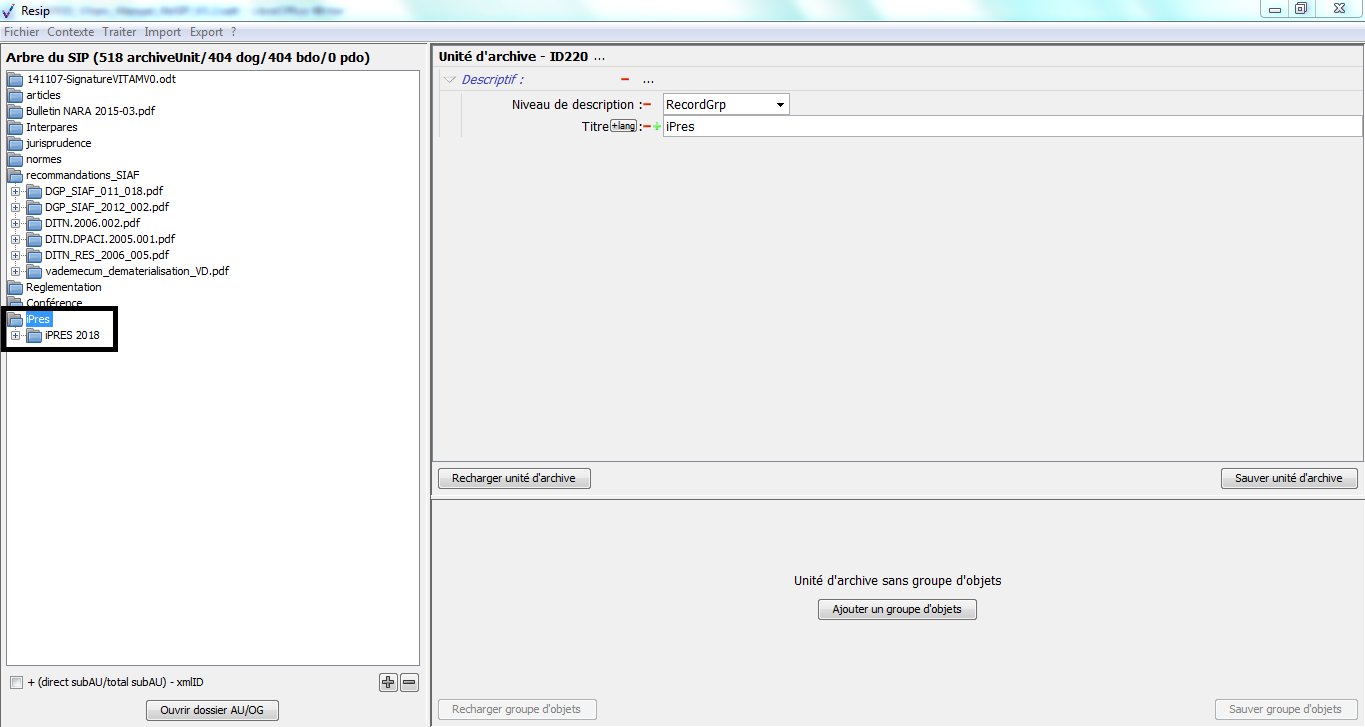 Resip
Fichier Contexte Traiter Import Export ?
Arbre du SIP (518 archiveUnit/404 dog/404 bdo/0 pdo)
141107-SignatureVITAMV0.odt
articles
Bulletin NARA 2015-03.pdf
Interpares
jurisprudence
normes
recommandations_SIAF
DGP_SIAF_011_018.pdf
DGP_SIAF_2012_002.pdf
DITN.2006.002.pdf
DITN.DPACI.2005.001.pdf
DITN_RES_2006_005.pdf
vademecum_dematerialisation_VD.pdf
Reglementation
Conférence
iPres
iPRES 2018
+ (direct subAU/total subAU) - xmlID
Ouvrir dossier AU/OG
Unité d'archive - ID220 ...
Descriptif : ...
Niveau de description : RecordGrp
Titre +lang : iPres
Recharger unité d'archive
Sauver unité d'archive
Unité d'archive sans groupe d'objets
Ajouter un groupe d'objets
Recharger groupe d'objets
Sauver groupe d'objets